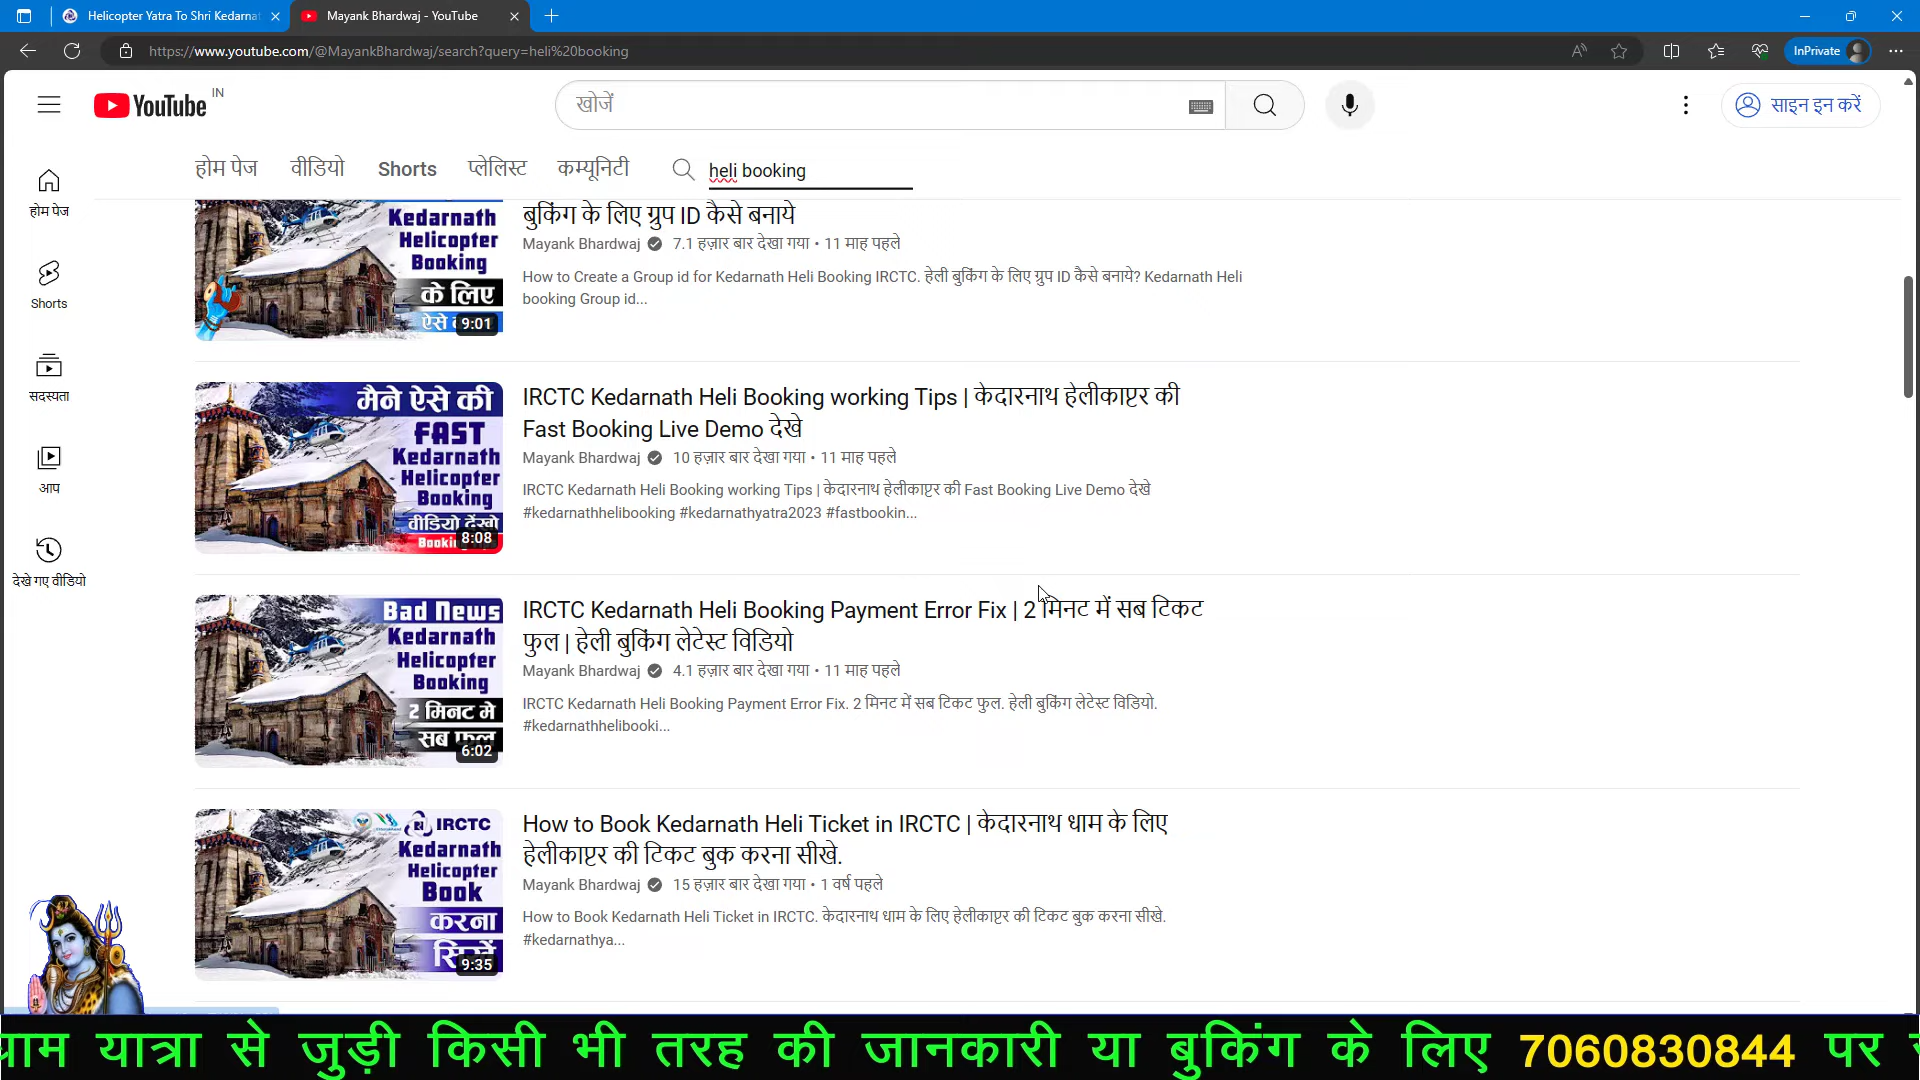 Helicopter Yatra To Shri Kedarnat
Mayank Bhardwaj - YouTube
https://www.youtube.com/@MayankBhardwaj/search?query=heli%20booking
InPrivate
YouTube IN
खोजें
साइन इन करें
होम पेज
वीडियो
Shorts
प्लेलिस्ट
कम्यूनिटी
heli booking
होम पेज
Shorts
सदस्यता
आप
देखे गए वीडियो
Kedarnath
Helicopter
Booking
के लिए
ऐसे
9:01
बुकिंग के लिए ग्रुप ID कैसे बनाये
Mayank Bhardwaj 7.1 हज़ार बार देखा गया • 11 माह पहले
How to Create a Group id for Kedarnath Heli Booking IRCTC. हेली बुकिंग के लिए ग्रुप ID कैसे बनाये? Kedarnath Heli
booking Group id...
मैने ऐसे की
FAST
Kedarnath
Helicopter
Booking
वीडियो देखो
8:08
IRCTC Kedarnath Heli Booking working Tips | केदारनाथ हेलीकाप्टर की
Fast Booking Live Demo देखे
Mayank Bhardwaj 10 हज़ार बार देखा गया • 11 माह पहले
IRCTC Kedarnath Heli Booking working Tips | केदारनाथ हेलीकाप्टर की Fast Booking Live Demo देखे
#kedarnathhelibooking #kedarnathyatra2023 #fastbookin...
Bad News
Kedarnath
Helicopter
Booking
2 मिनट मे
सब फुल
6:02
IRCTC Kedarnath Heli Booking Payment Error Fix | 2 मिनट में सब टिकट
फुल | हेली बुकिंग लेटेस्ट विडियो
Mayank Bhardwaj 4.1 हज़ार बार देखा गया • 11 माह पहले
IRCTC Kedarnath Heli Booking Payment Error Fix. 2 मिनट में सब टिकट फुल. हेली बुकिंग लेटेस्ट विडियो.
#kedarnathhelibooki...
IRCTC
Kedarnath
Helicopter
Book
करना
सिखें
9:35
How to Book Kedarnath Heli Ticket in IRCTC | केदारनाथ धाम के लिए
हेलीकाप्टर की टिकट बुक करना सीखे.
Mayank Bhardwaj 15 हज़ार बार देखा गया • 1 वर्ष पहले
How to Book Kedarnath Heli Ticket in IRCTC. केदारनाथ धाम के लिए हेलीकाप्टर की टिकट बुक करना सीखे.
#kedarnathya...
यात्रा से जुड़ी किसी भी तरह की जानकारी या बुकिंग के लिए 7060830844 पर